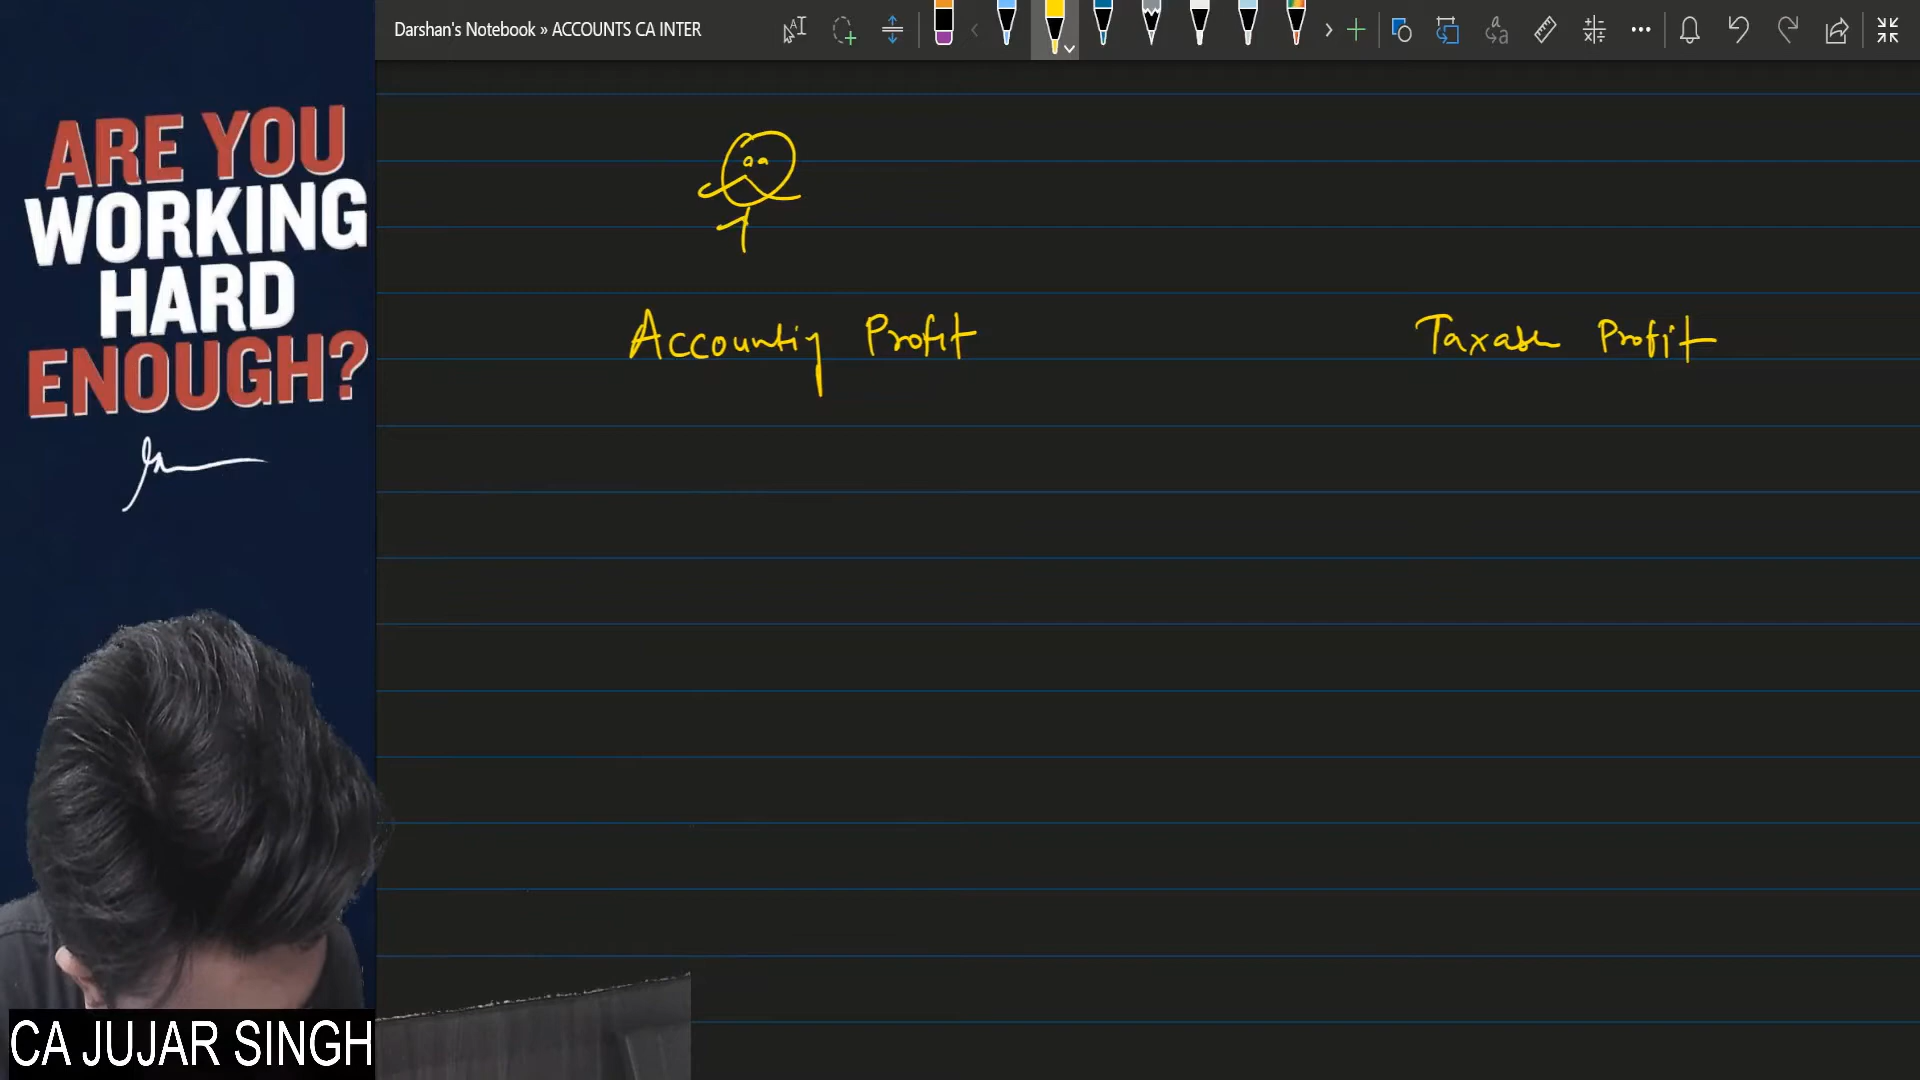 Darshan's Notebook » ACCOUNTS CA INTER
ARE YOU
WORKING
HARD
ENOUGH?
Accounting Profit
Taxable Profit
CA JUJAR SINGH